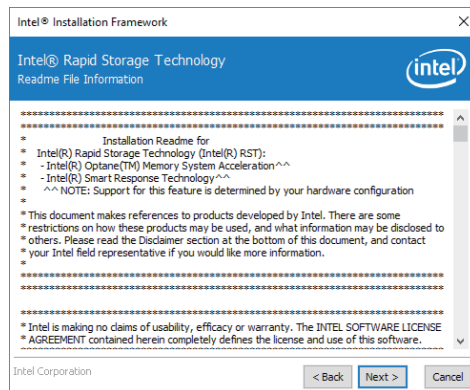 Intel® Installation Framework
Intel® Rapid Storage Technology
Readme File Information
intel
********************************************************************************
********************************************************************************
* Installation Readme for
* Intel(R) Rapid Storage Technology (Intel(R) RST):
* - Intel(R) Optane(TM) Memory System Acceleration^^
* - Intel(R) Smart Response Technology^^
* ^^ NOTE: Support for this feature is determined by your hardware configuration
*
* This document makes references to products developed by Intel. There are some
* restrictions on how these products may be used, and what information may be disclosed to
* others. Please read the Disclaimer section at the bottom of this document, and contact
* your Intel field representative if you would like more information.
*
********************************************************************************
********************************************************************************
********************************************************************************
* Intel is making no claims of usability, efficacy or warranty. The INTEL SOFTWARE LICENSE
* AGREEMENT contained herein completely defines the license and use of this software.
********************************************************************************
Intel Corporation
< Back
Next >
Cancel